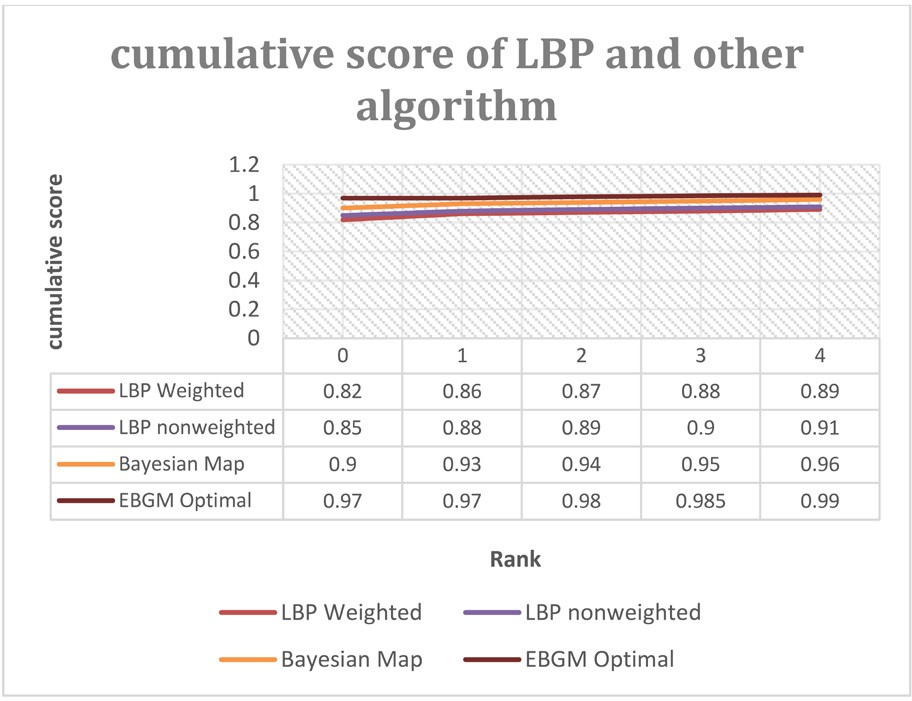 cumulative score of LBP and other
algorithm
cumulative score
1.2
1
0.8
0.6
0.4
0.2
0
0 1 2 3 4
LBP Weighted 0.82 0.86 0.87 0.88 0.89
LBP nonweighted 0.85 0.88 0.89 0.9 0.91
Bayesian Map 0.9 0.93 0.94 0.95 0.96
EBGM Optimal 0.97 0.97 0.98 0.985 0.99
Rank
LBP Weighted LBP nonweighted
Bayesian Map EBGM Optimal